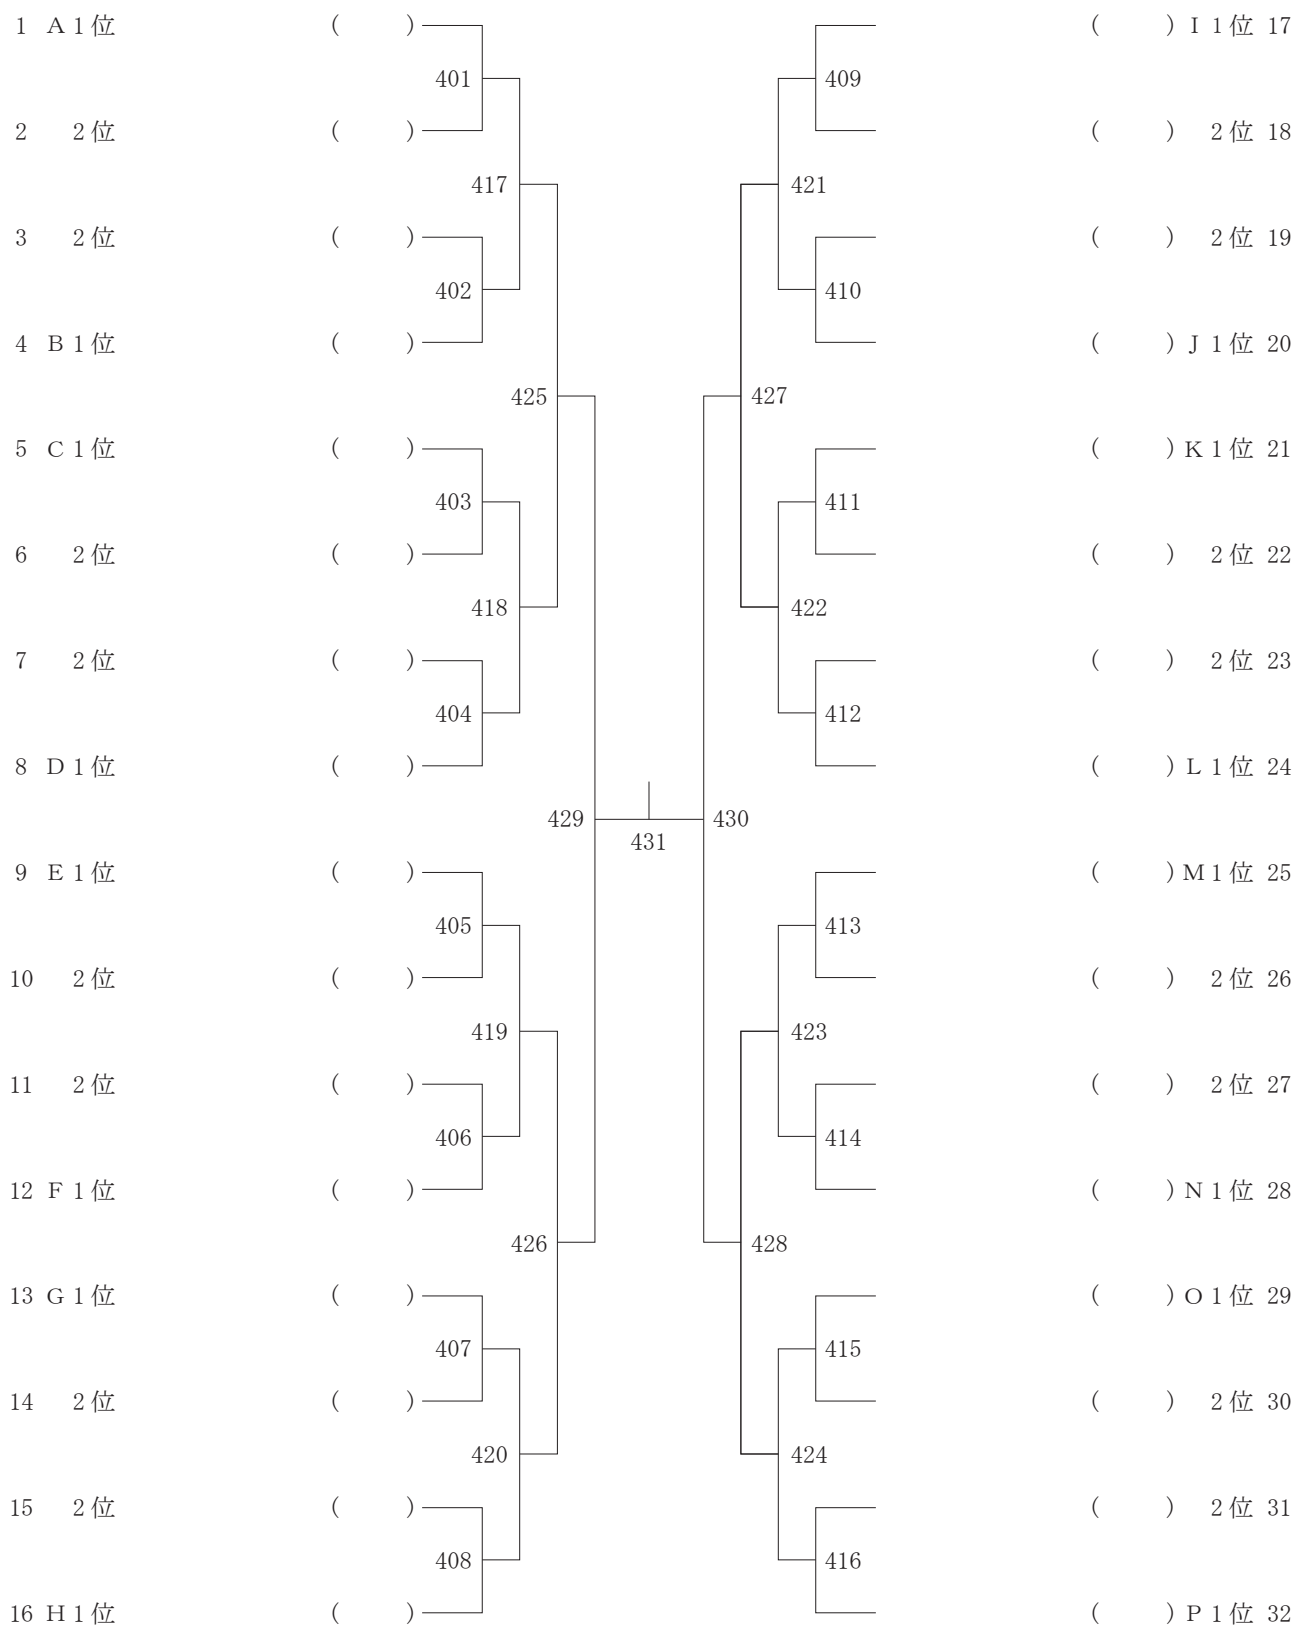 1 A 1位 ( ) ( ) I 1位 17
401 409
2 2位 ( ) ( ) 2位 18
417 421
3 2位 ( ) ( ) 2位 19
402 410
4 B 1位 ( ) ( ) J 1位 20
425 427
5 C 1位 ( ) ( ) K 1位 21
403 411
6 2位 ( ) ( ) 2位 22
418 422
7 2位 ( ) ( ) 2位 23
404 412
8 D 1位 ( ) ( ) L 1位 24
429 430
431
9 E 1位 ( ) ( ) M 1位 25
405 413
10 2位 ( ) ( ) 2位 26
419 423
11 2位 ( ) ( ) 2位 27
406 414
12 F 1位 ( ) ( ) N 1位 28
426 428
13 G 1位 ( ) ( ) O 1位 29
407 415
14 2位 ( ) ( ) 2位 30
420 424
15 2位 ( ) ( ) 2位 31
408 416
16 H 1位 ( ) ( ) P 1位 32